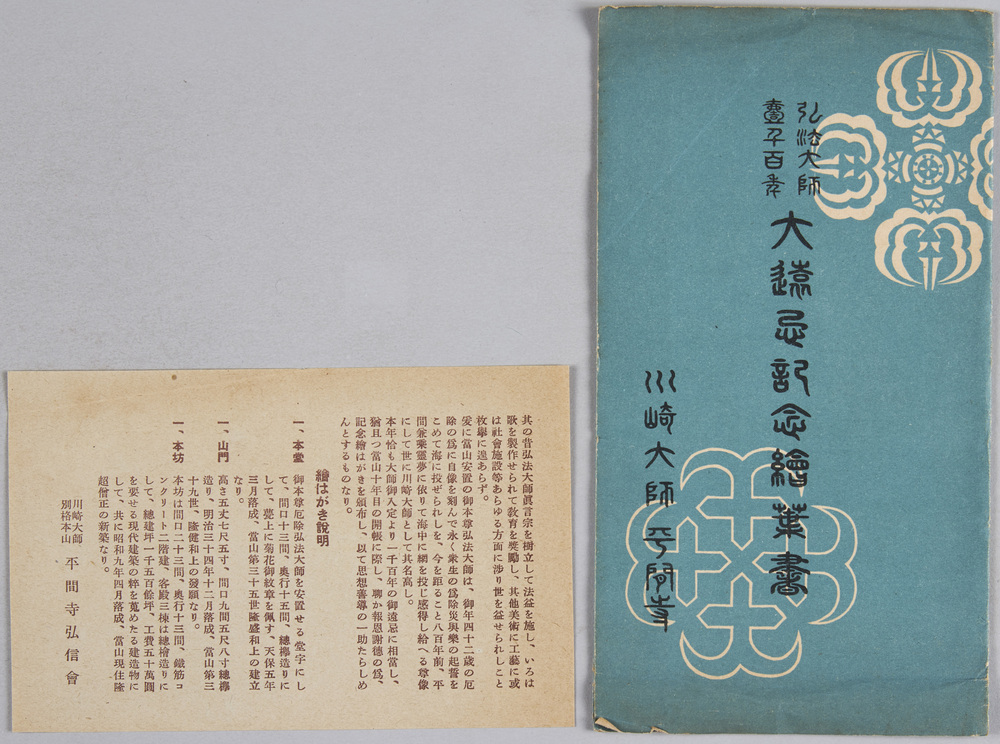 弘法大師
壹千百年
大遠忌記念繪葉書
川崎大師平間寺
其の昔弘法大師眞言宗を樹立して法益を施し、いろは
歌を製作せられて教育を獎勵し、其他美術に工藝に或
は社會施設等あらゆる方面に渉り世を益せられしこと
枚擧に遑あらず。
爰に當山安置の御本尊弘法大師は、御年四十二歳の厄
除の爲に自像を刻んで永く衆生の爲除災與樂の起誓を
こめて海に投ぜられしを、今を距ること八百年前、平
間兼乘靈夢に依りて海中に網を投じ感得し給へる尊像
にして世に川崎大師として其名高し。
本年恰も大師御入定より一千百年の御遠忌に相當し、
猶且つ當山十年目の開帳に際し、聊か報恩謝德の爲、
記念繪はがきを頒布し、以て思想善導の一助たらしめ
んとするものなり。
繪はがき說明
一、本堂 御本尊厄除弘法大師を安置せる堂宇にし
て、間口十三間、奥行十五間、總欅造りに
して、甍上に菊花御紋章を佩す、天保五年
三月落成、當山第三十五世隆盛和上の建立
なり。
一、山門 高さ五丈七尺五寸、間口九間五尺八寸總欅
造り、明治三十四年十二月落成、當山第三
十九世、隆健和上の發願なり。
一、本坊 本坊は間口二十三間、奥行十三間、鐵筋コ
ンクリート二階建、客殿三棟は總檜造りに
して、總建坪一千五百餘坪、工費五十萬圓
を要せる現代建築の粹を蒐めたる建造物に
して、共に昭和九年四月落成、當山現住隆
超僧正の新築なり。
川崎大師
別格本山
平間寺弘信會